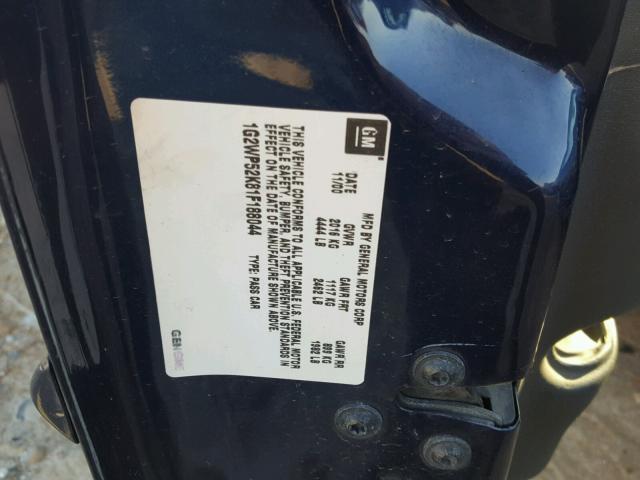 GM
MFD BY GENERAL MOTORS CORP
DATE GVWR GAWR FRT GAWR RR
11/00 2016 KG 1117 KG 899 KG
4444 LB 2462 LB 1982 LB
THIS VEHICLE CONFORMS TO ALL APPLICABLE U.S. FEDERAL MOTOR
VEHICLE SAFETY, BUMPER, AND THEFT PREVENTION STANDARDS IN
EFFECT ON THE DATE OF MANUFACTURE SHOWN ABOVE.
1G2WP52K81F188044 TYPE: PASS CAR